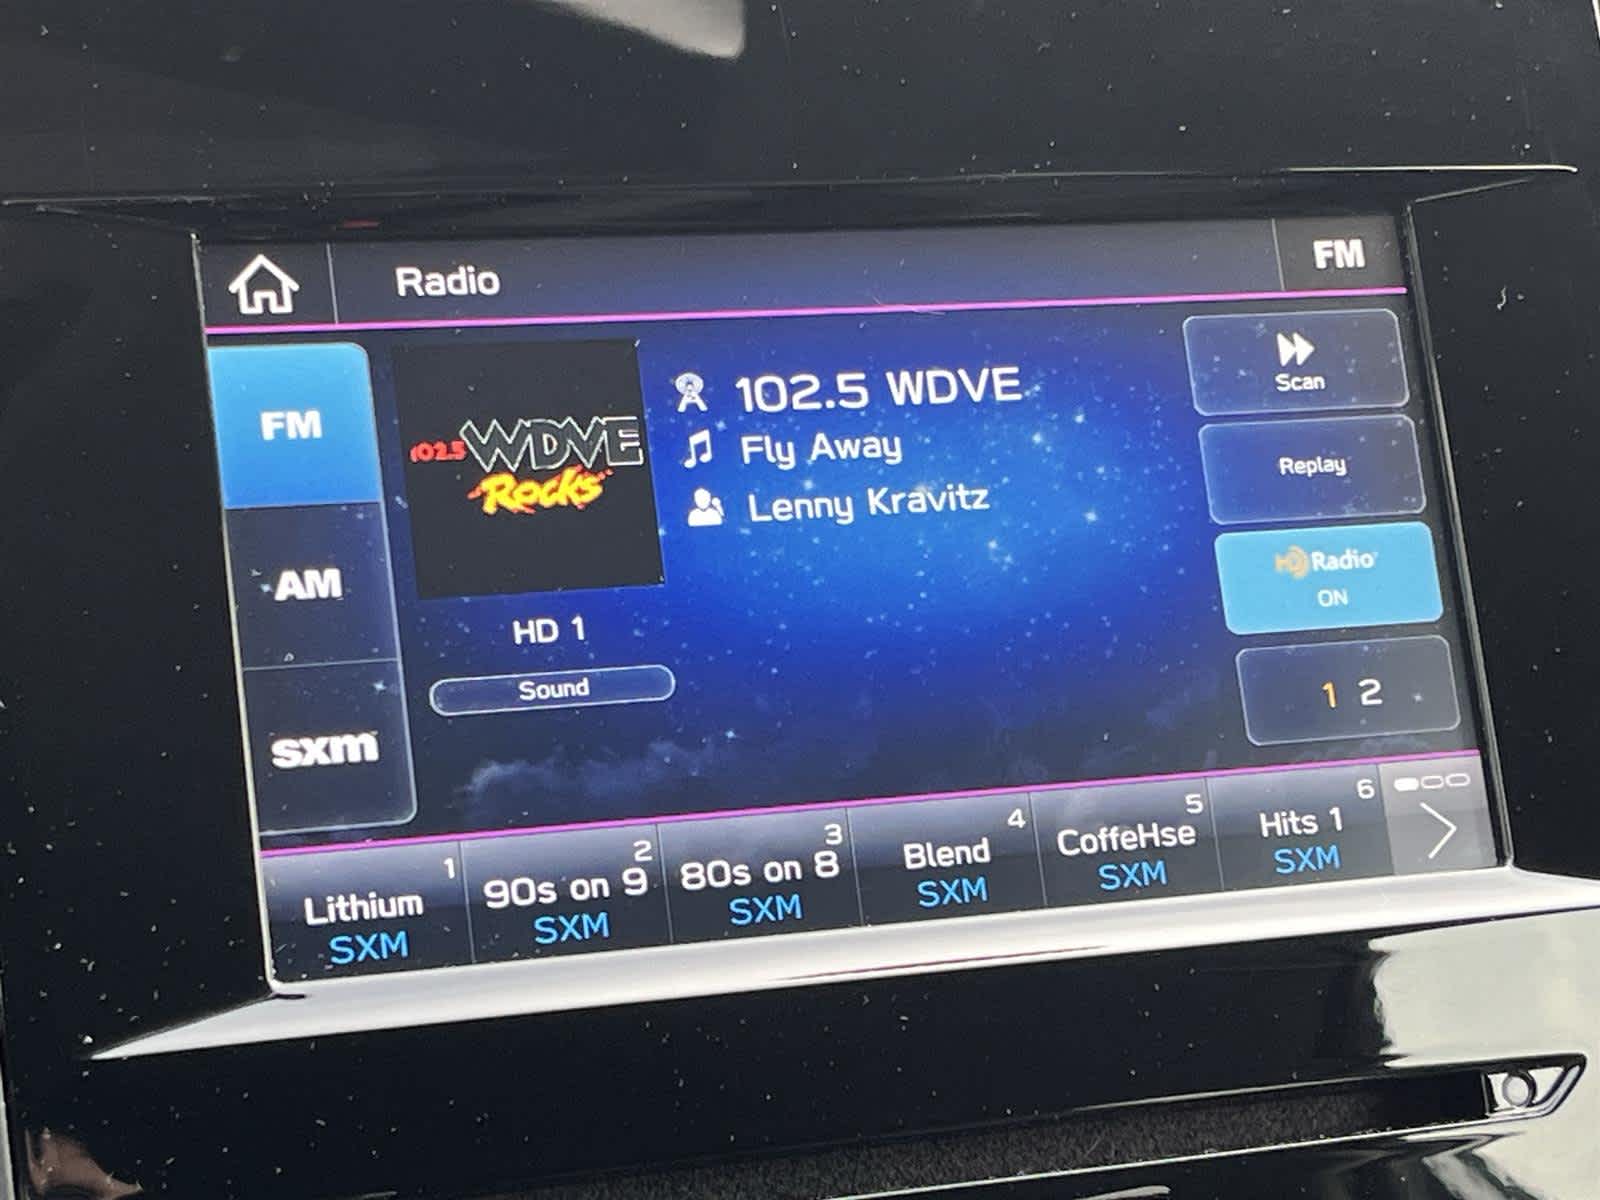 Radio
FM
FM
AM
sxm
102.5 WDVE
Rocks
HD 1
Sound
102.5 WDVE
Fly Away
Lenny Kravitz
Scan
Replay
HD Radio
ON
1 2
1
Lithium
SXM
2
90s on 9
SXM
3
80s on 8
SXM
4
Blend
SXM
5
CoffeHse
SXM
6
Hits 1
SXM